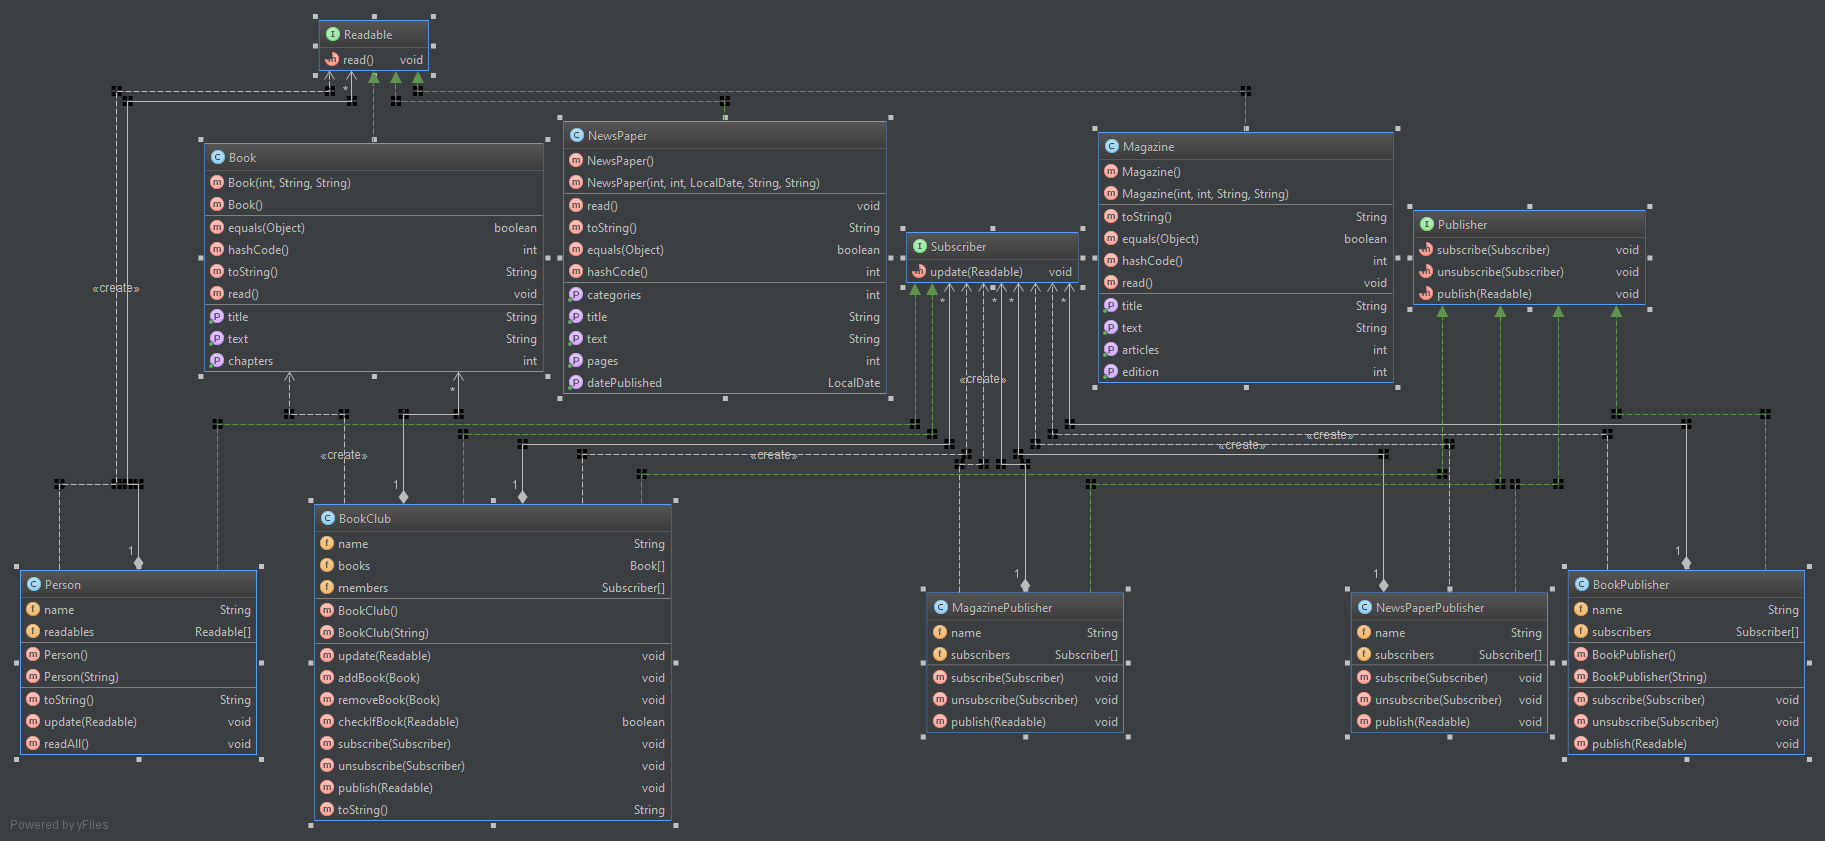 Readable
read() void
*
«create»
Book
Book(int, String, String)
Book()
equals(Object) boolean
hashCode() int
toString() String
read() void
title String
text String
chapters int
NewsPaper
NewsPaper()
NewsPaper(int, int, LocalDate, String, String)
read() void
toString() String
equals(Object) boolean
hashCode() int
categories int
title String
text String
pages int
datePublished LocalDate
Subscriber
update(Readable) void
Magazine
Magazine()
Magazine(int, int, String, String)
toString() String
equals(Object) boolean
hashCode() int
read() void
title String
text String
articles int
edition int
Publisher
subscribe(Subscriber) void
unsubscribe(Subscriber) void
publish(Readable) void
* * * *
«create»
*
«create» «create» «create» «create»
1 1
1 1 1 1
Person
name String
readables Readable[]
Person()
Person(String)
toString() String
update(Readable) void
readAll() void
BookClub
name String
books Book[]
members Subscriber[]
BookClub()
BookClub(String)
update(Readable) void
addBook(Book) void
removeBook(Book) void
checkIfBook(Readable) boolean
subscribe(Subscriber) void
unsubscribe(Subscriber) void
publish(Readable) void
toString() String
MagazinePublisher
name String
subscribers Subscriber[]
subscribe(Subscriber) void
unsubscribe(Subscriber) void
publish(Readable) void
NewsPaperPublisher
name String
subscribers Subscriber[]
subscribe(Subscriber) void
unsubscribe(Subscriber) void
publish(Readable) void
BookPublisher
name String
subscribers Subscriber[]
BookPublisher()
BookPublisher(String)
subscribe(Subscriber) void
unsubscribe(Subscriber) void
publish(Readable) void
Powered by yFiles